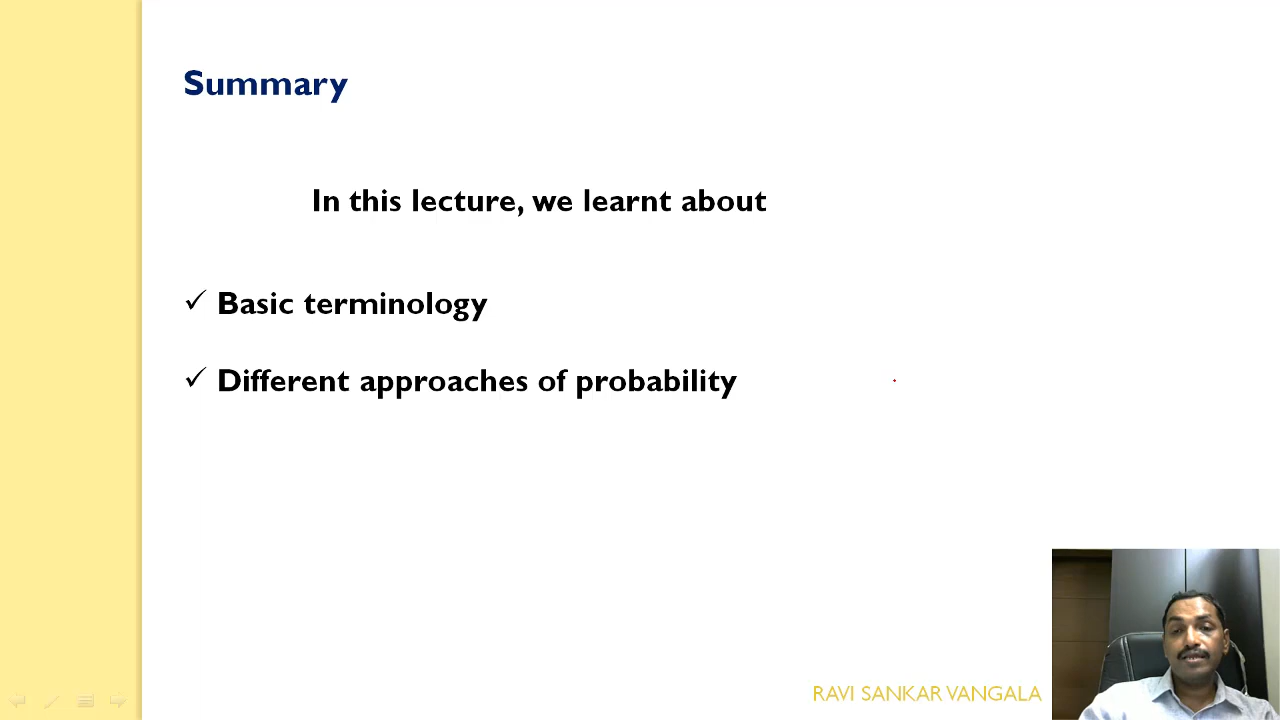 Summary
In this lecture, we learnt about
✓ Basic terminology
✓ Different approaches of probability
RAVI SANKAR VANGALA